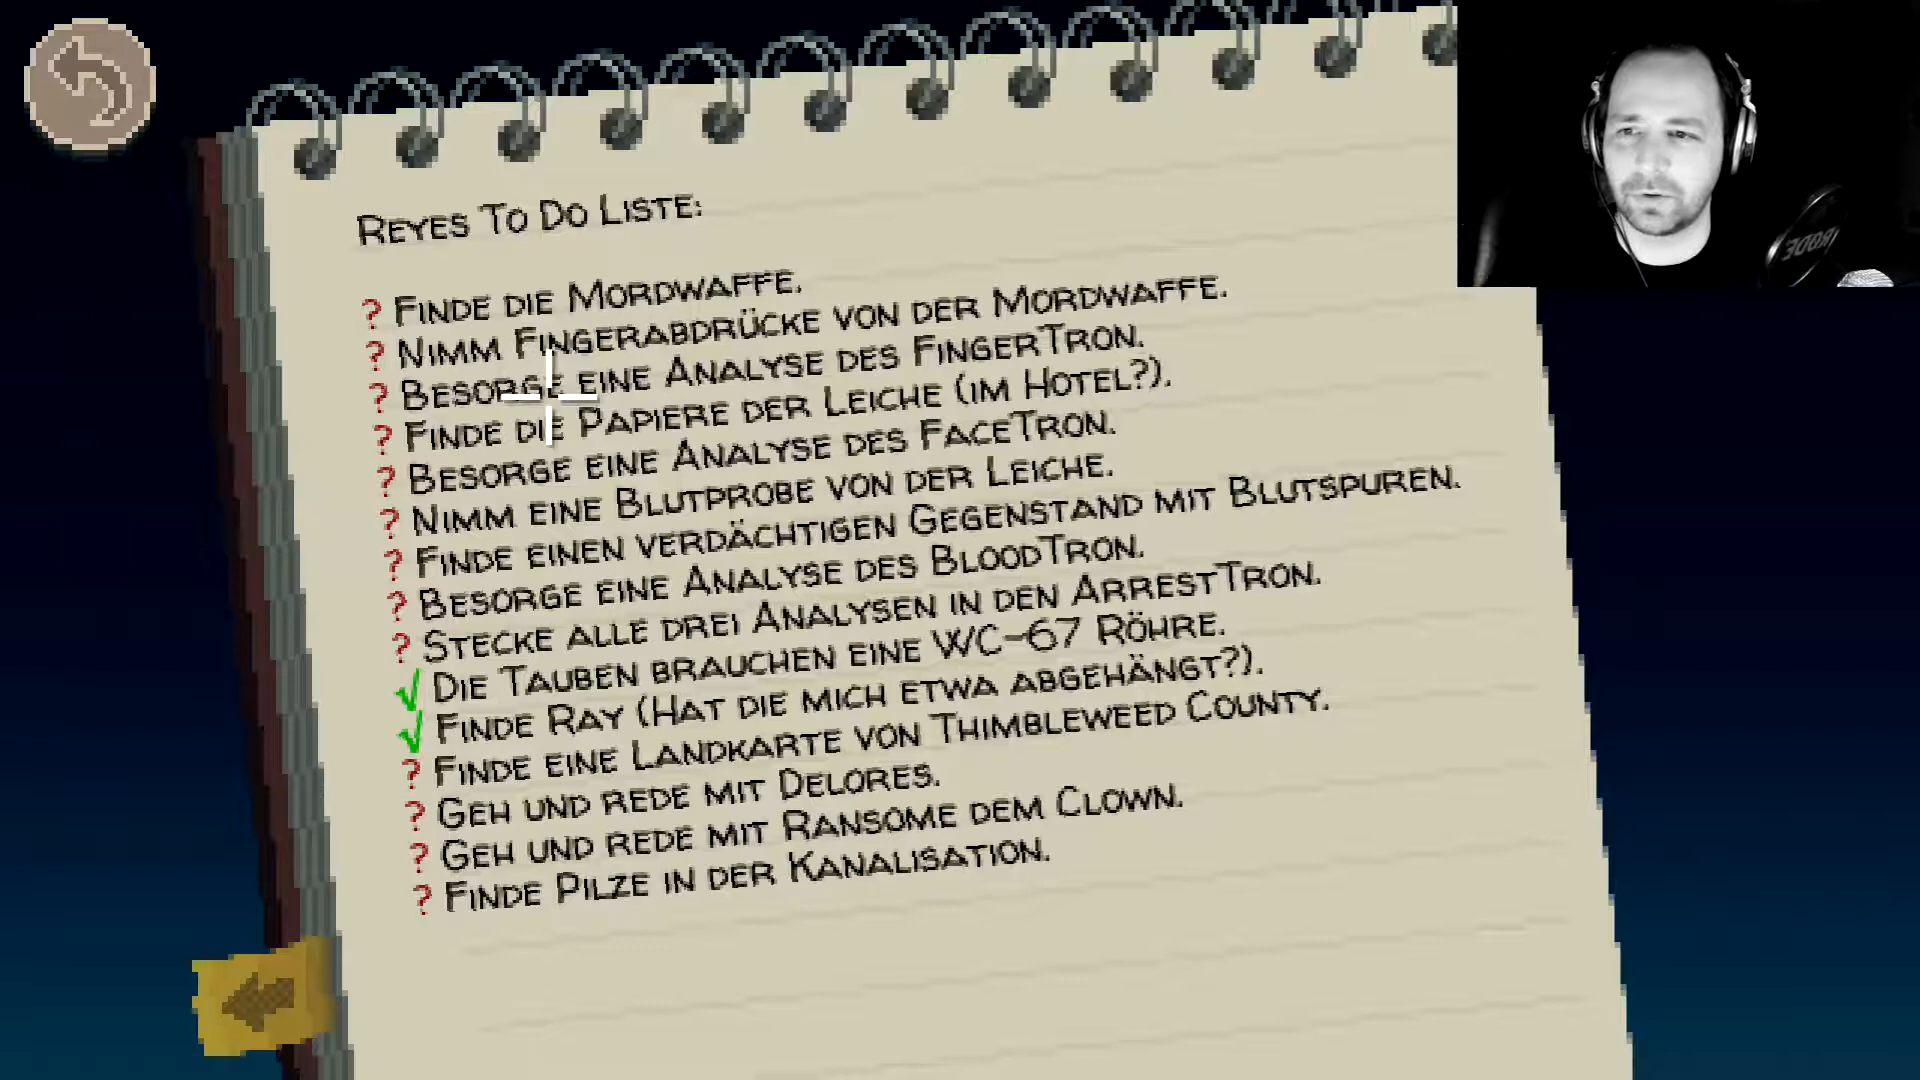 Reyes To Do Liste:
? Finde die Mordwaffe.
? Nimm Fingerabdrücke von der Mordwaffe.
? Besorge eine Analyse des FingerTron.
? Finde die Papiere der Leiche (im Hotel?).
? Besorge eine Analyse des FaceTron.
? Nimm eine Blutprobe von der Leiche.
? Finde einen verdächtigen Gegenstand mit Blutspuren.
? Besorge eine Analyse des BloodTron.
? Stecke alle drei Analysen in den ArrestTron.
√ Die Tauben brauchen eine WC-67 Röhre.
√ Finde Ray (Hat die mich etwa abgehängt?).
? Finde eine Landkarte von Thimbleweed County.
? Geh und rede mit Delores.
? Geh und rede mit Ransome dem Clown.
? Finde Pilze in der Kanalisation.
RØDE